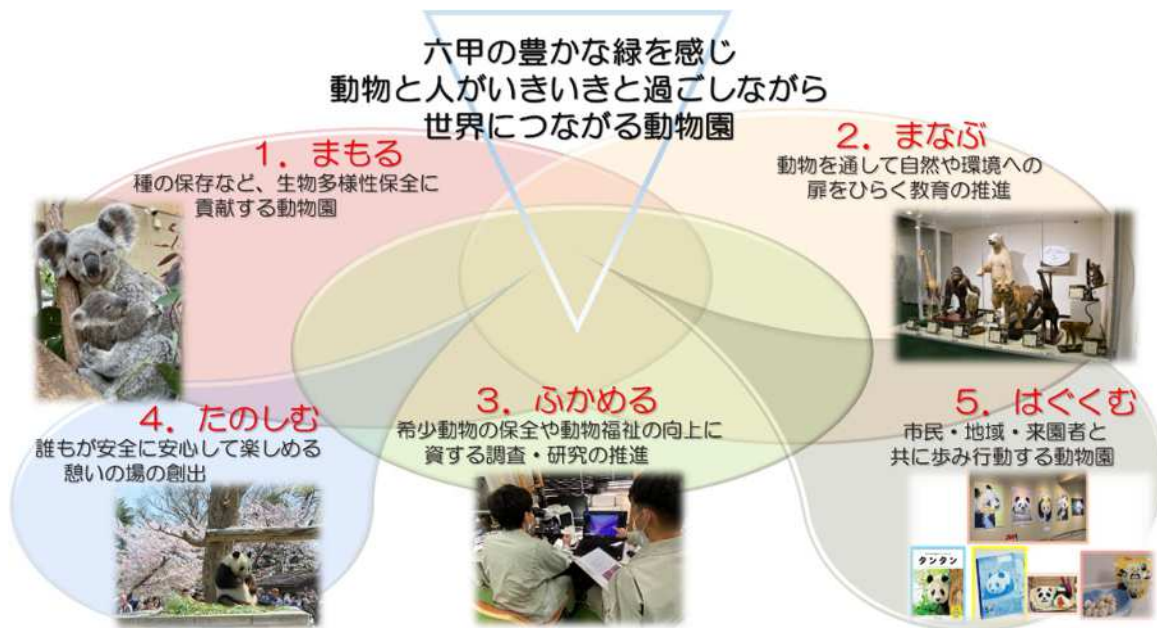 六甲の豊かな緑を感じ
動物と人がいきいきと過ごしながら
世界につながる動物園
1. まもる
種の保存など、生物多様性保全に
貢献する動物園
2. まなぶ
動物を通して自然や環境への
扉をひらく教育の推進
3. ふかめる
希少動物の保全や動物福祉の向上に
資する調査・研究の推進
4. たのしむ
誰もが安全に安心して楽しめる
憩いの場の創出
5. はぐくむ
市民・地域・来園者と
共に歩み行動する動物園
タンタン